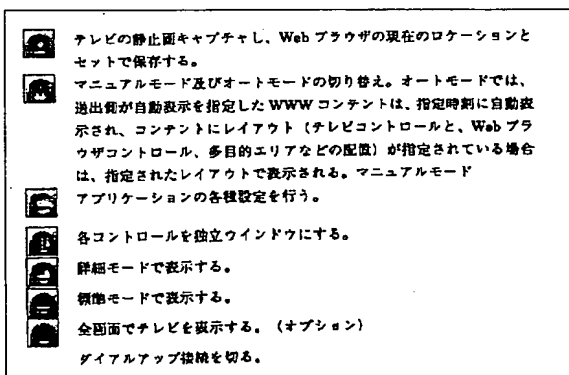 テレビの静止画キャプチャし、Web ブラウザの現在のロケーションと
セットで保存する。
マニュアルモード及びオートモードの切り替え。オートモードでは、
送出側が自動表示を指定した WWW コンテントは、指定時刻に自動表
示され、コンテントにレイアウト（テレビコントロールと、Web ブラ
ウザコントロール、多目的エリアなどの配置）が指定されている場合
は、指定されたレイアウトで表示される。マニュアルモード
アプリケーションの各種設定を行う。
各コントロールを独立ウインドウにする。
詳細モードで表示する。
標準モードで表示する。
全画面でテレビを表示する。（オプション）
ダイアルアップ接続を切る。